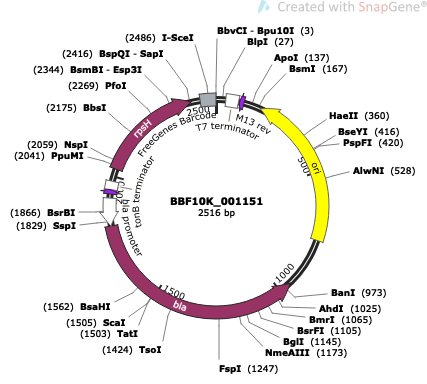 Created with SnapGene®
(2486) I-SceI
BbvCI - Bpu10I (3)
(2416) BspQI - SapI
BlpI (27)
(2344) BsmBI - Esp3I
ApoI (137)
(2269) PfoI
BsmI (167)
(2175) BbsI
2500
M13 rev
T7 terminator
FreeGenes Barcode
rpsH
HaeII (360)
BseYI (416)
PspFI (420)
500
ori
AlwNI (528)
(2059) NspI
(2041) PpuMI
tonB terminator
bla promoter
BBF10K_001151
2516 bp
(1866) BsrBI
(1829) SspI
1000
BanI (973)
AhdI (1025)
BmrI (1065)
BsrFI (1105)
BglI (1145)
NmeAIII (1173)
FspI (1247)
1500
bla
(1562) BsaHI
(1505) ScaI
(1503) TatI
(1424) TsoI